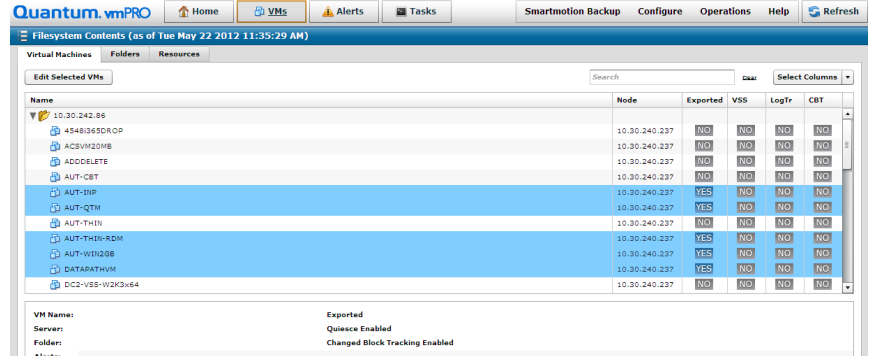 Quantum. vmPRO Home VMs Alerts Tasks Smartmotion Backup Configure Operations Help Refresh
Filesystem Contents (as of Tue May 22 2012 11:35:29 AM)
Virtual Machines Folders Resources
Edit Selected VMs Search Clear Select Columns
Name Node Exported VSS LogTr CBT
10.30.242.86
4548i365DROP 10.30.240.237 NO NO NO NO
ACSVM20MB 10.30.240.237 NO NO NO NO
ADDDELETE 10.30.240.237 NO NO NO NO
AUT-CBT 10.30.240.237 NO NO NO NO
AUT-INP 10.30.240.237 YES NO NO NO
AUT-QTM 10.30.240.237 YES NO NO NO
AUT-THIN 10.30.240.237 NO NO NO NO
AUT-THIN-RDM 10.30.240.237 YES NO NO NO
AUT-WIN2GB 10.30.240.237 YES NO NO NO
DATAPATHVM 10.30.240.237 YES NO NO NO
DC2-VSS-W2K3x64 10.30.240.237 NO NO NO NO
VM Name: Exported
Server: Quiesce Enabled
Folder: Changed Block Tracking Enabled
Alerts: